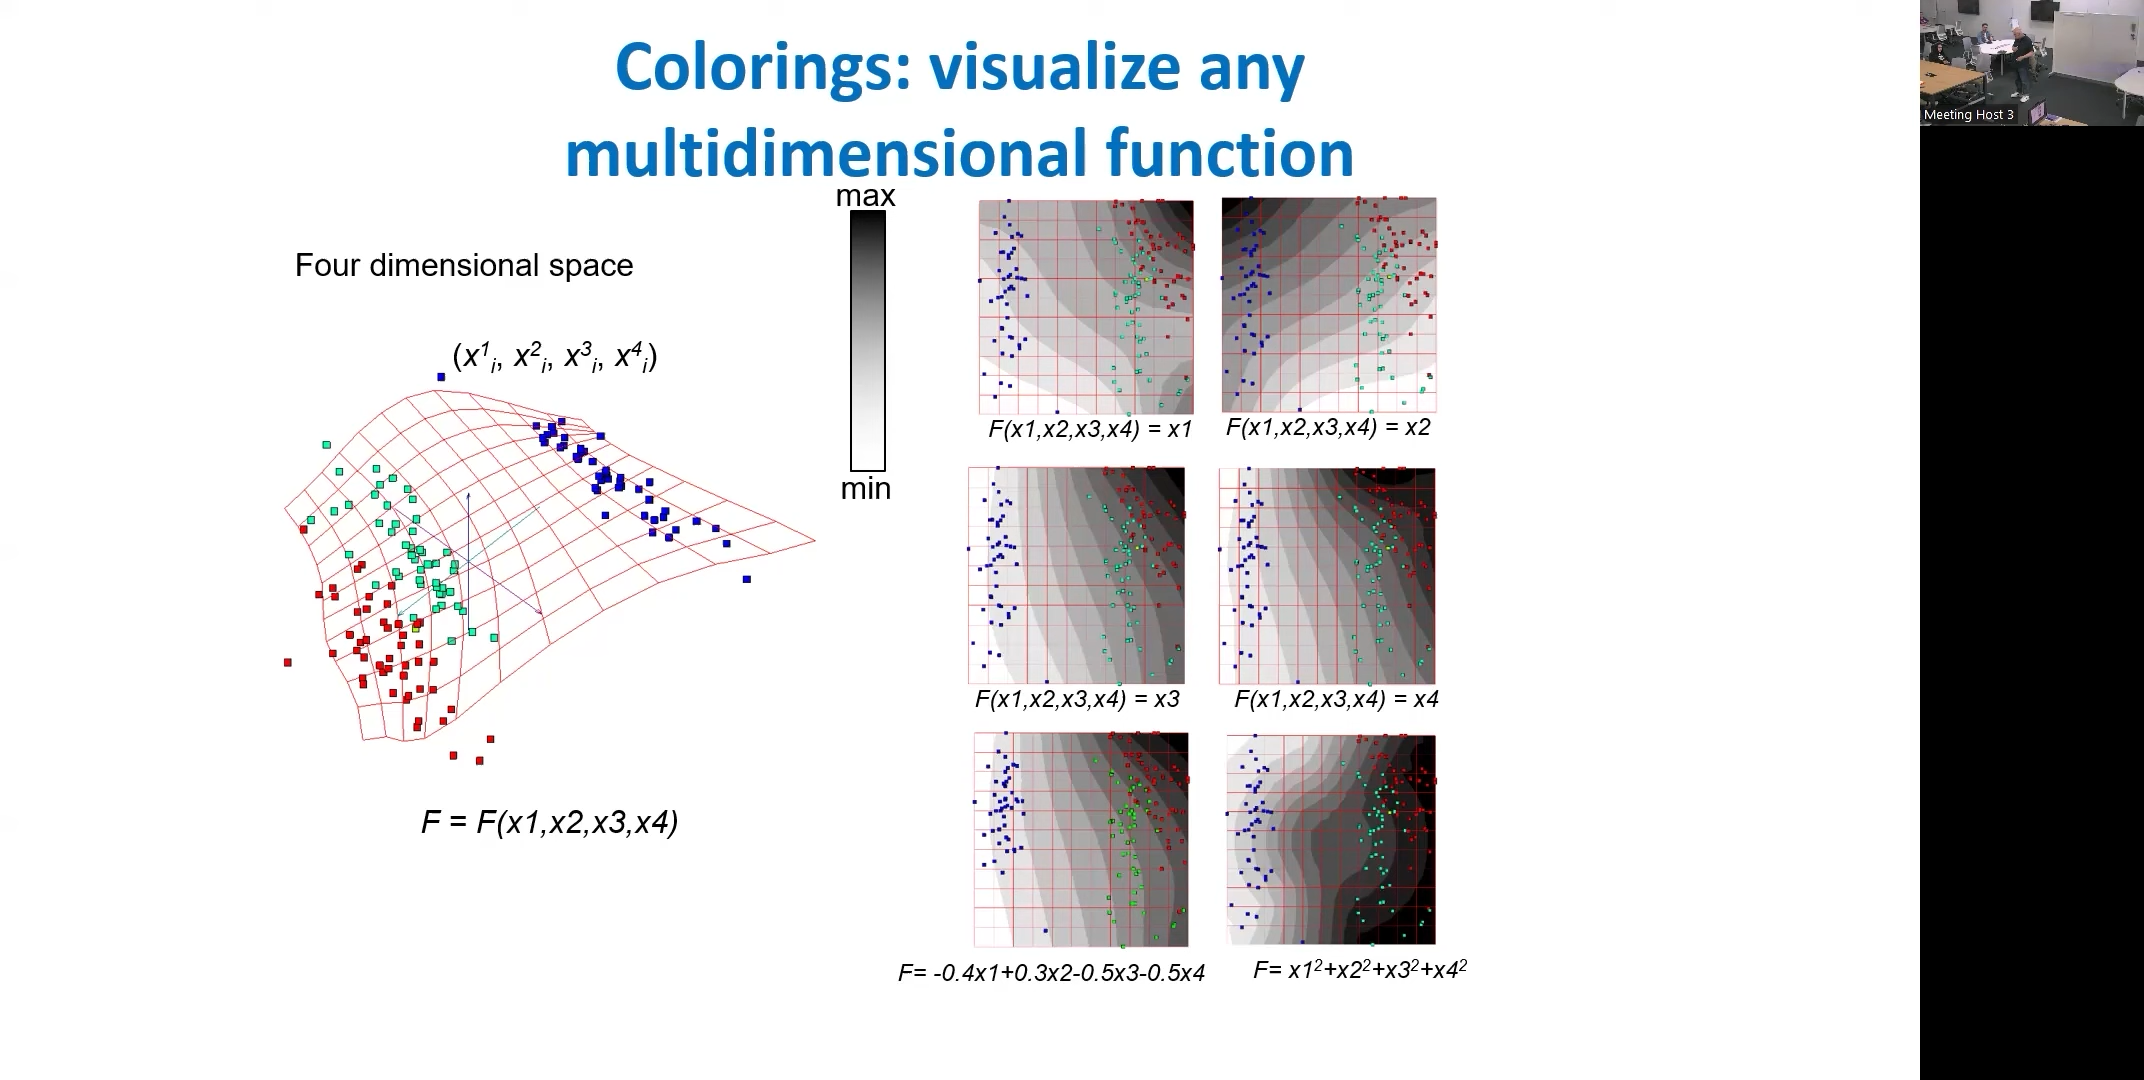 Colorings: visualize any
multidimensional function
Four dimensional space
(x¹ᵢ, x²ᵢ, x³ᵢ, x⁴ᵢ)
F = F(x1,x2,x3,x4)
max
min
F(x1,x2,x3,x4) = x1
F(x1,x2,x3,x4) = x2
F(x1,x2,x3,x4) = x3
F(x1,x2,x3,x4) = x4
F= -0.4x1+0.3x2-0.5x3-0.5x4
F= x1²+x2²+x3²+x4²
Meeting Host 3